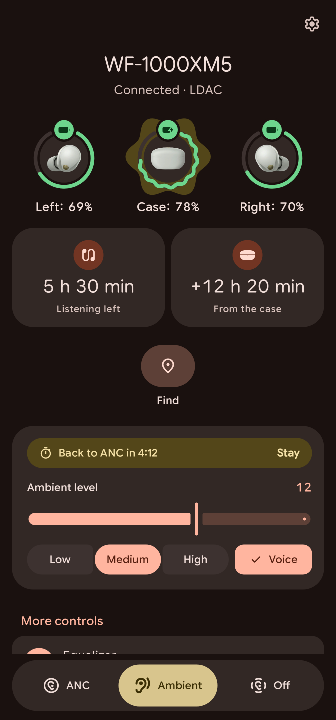 WF-1000XM5
Connected · LDAC
Left: 69%
Case: 78%
Right: 70%
5 h 30 min
+12 h 20 min
Listening left
From the case
Find
Back to ANC in 4:12
Stay
Ambient level
12
Low
Medium
High
Voice
More controls
Equalizer
ANC
Ambient
Off